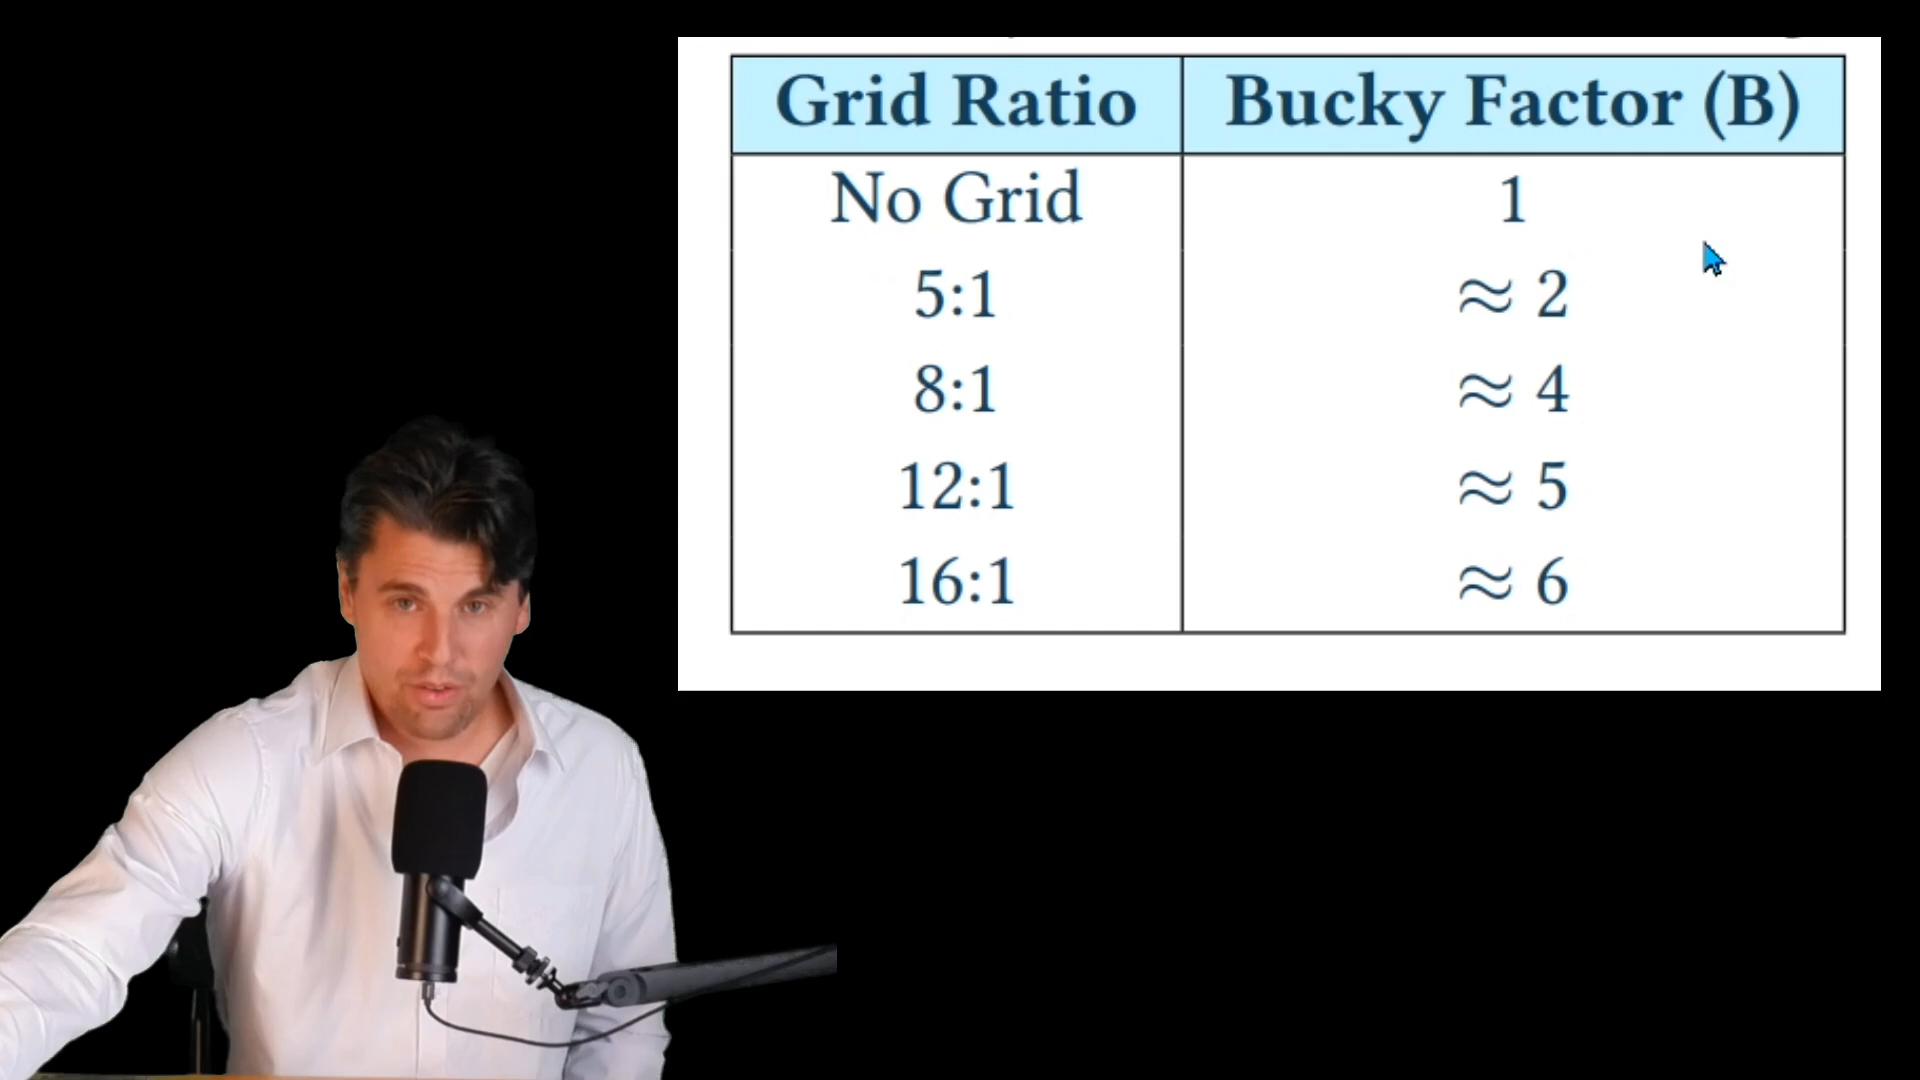 Grid Ratio Bucky Factor (B)
No Grid 1
5:1 ≈ 2
8:1 ≈ 4
12:1 ≈ 5
16:1 ≈ 6